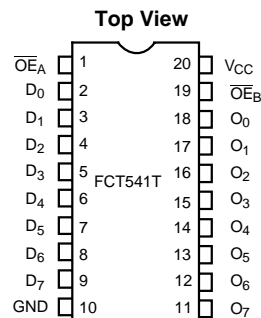 Top View
O̅E̅A 1 20 VCC
D0 2 19 O̅E̅B
D1 3 18 O0
D2 4 17 O1
D3 5 16 O2
FCT541T
D4 6 15 O3
D5 7 14 O4
D6 8 13 O5
D7 9 12 O6
GND 10 11 O7